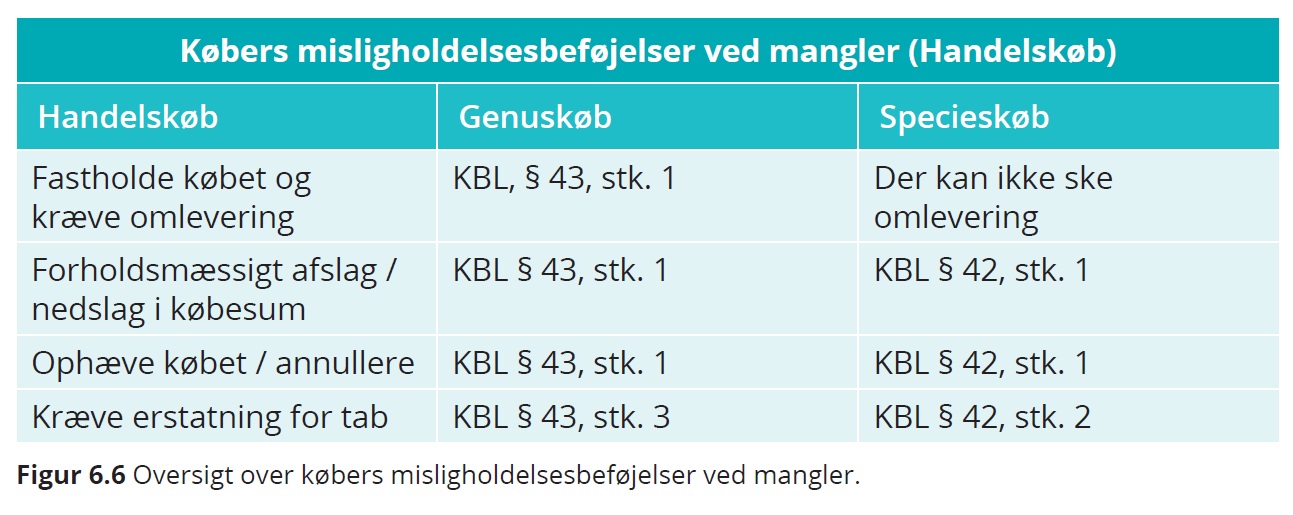 Købers misligholdelsesbeføjelser ved mangler (Handelskøb)
Handelskøb Genuskøb Specieskøb
Fastholde købet og KBL, § 43, stk. 1 Der kan ikke ske
kræve omlevering omlevering
Forholdsmæssigt afslag / KBL § 43, stk. 1 KBL § 42, stk. 1
nedslag i købesum
Ophæve købet / annullere KBL § 43, stk. 1 KBL § 42, stk. 1
Kræve erstatning for tab KBL § 43, stk. 3 KBL § 42, stk. 2
Figur 6.6 Oversigt over købers misligholdelsesbeføjelser ved mangler.